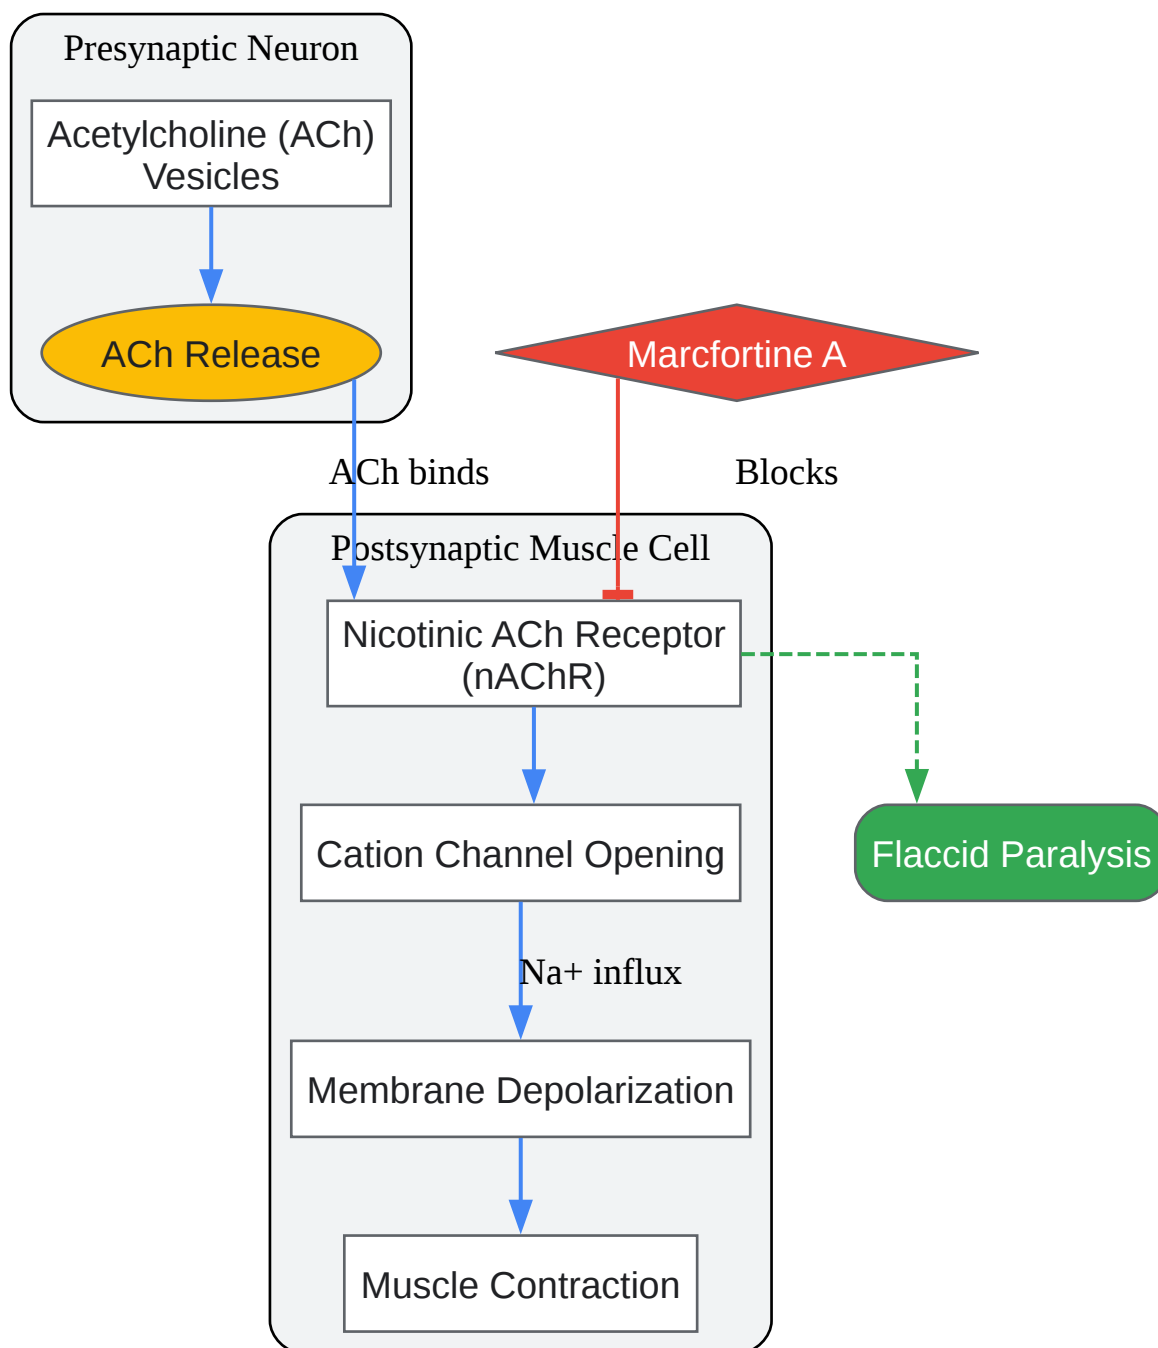 Presynaptic Neuron
Acetylcholine (ACh)
Vesicles
ACh Release
Marcfortine A
ACh binds
Blocks
Postsynaptic Muscle Cell
Nicotinic ACh Receptor
(nAChR)
Cation Channel Opening
Flaccid Paralysis
Na+ influx
Membrane Depolarization
Muscle Contraction